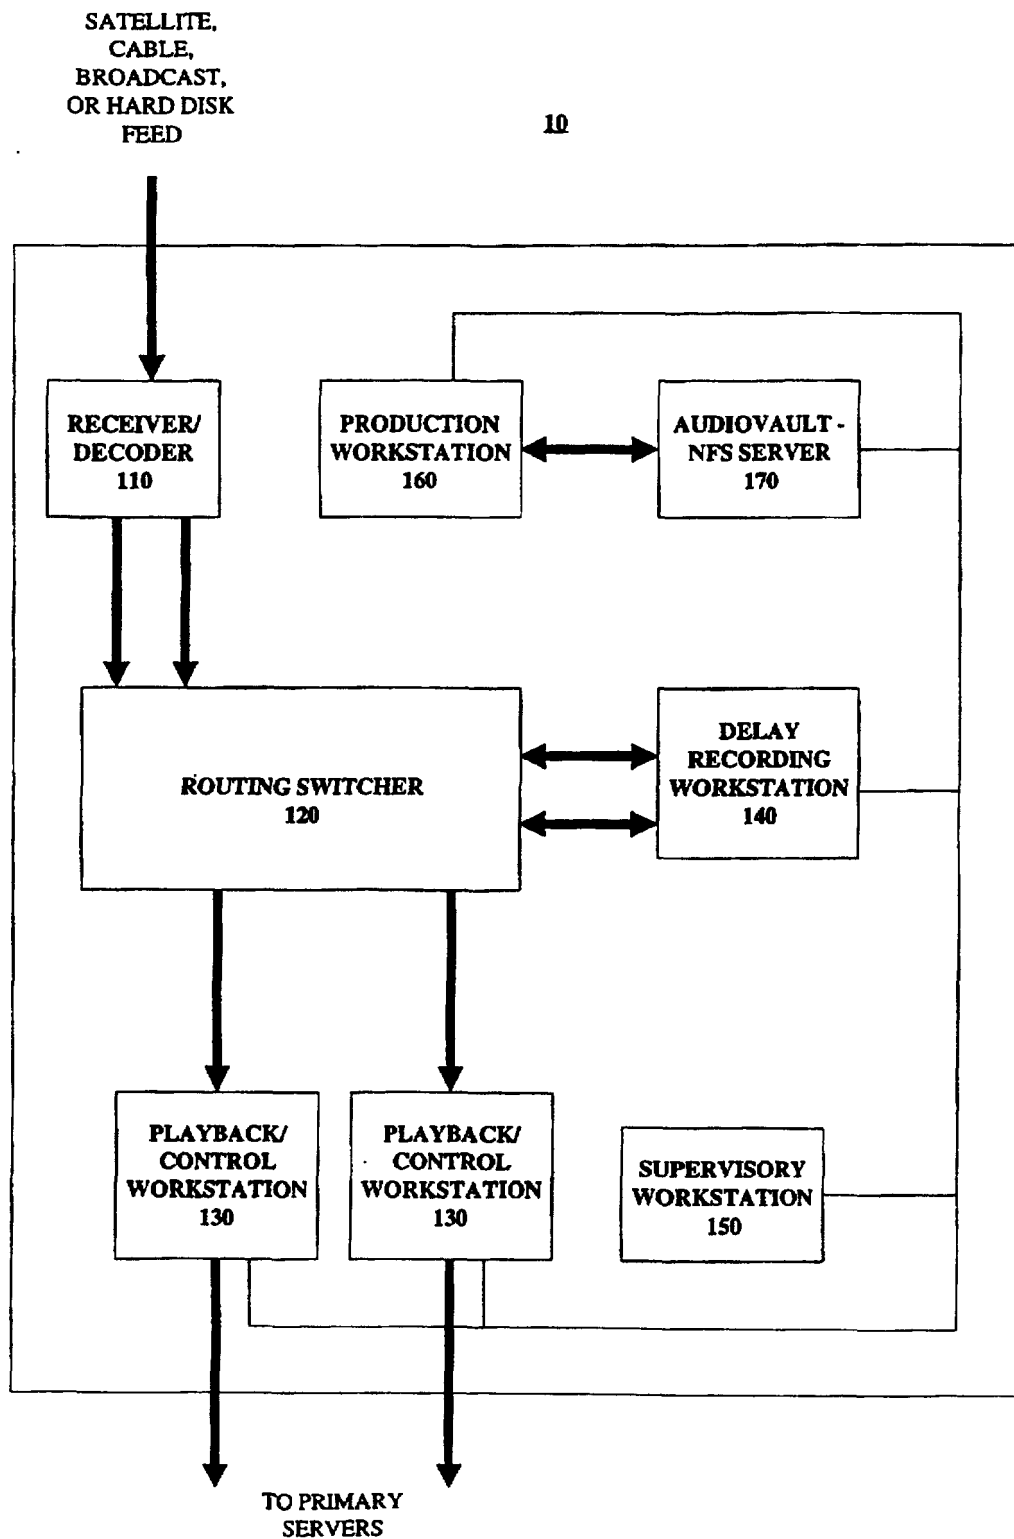 SATELLITE,
CABLE,
BROADCAST,
OR HARD DISK
FEED
10
RECEIVER/
DECODER
110
PRODUCTION
WORKSTATION
160
AUDIOVAULT -
NFS SERVER
170
ROUTING SWITCHER
120
DELAY
RECORDING
WORKSTATION
140
PLAYBACK/
CONTROL
WORKSTATION
130
PLAYBACK/
CONTROL
WORKSTATION
130
SUPERVISORY
WORKSTATION
150
TO PRIMARY
SERVERS